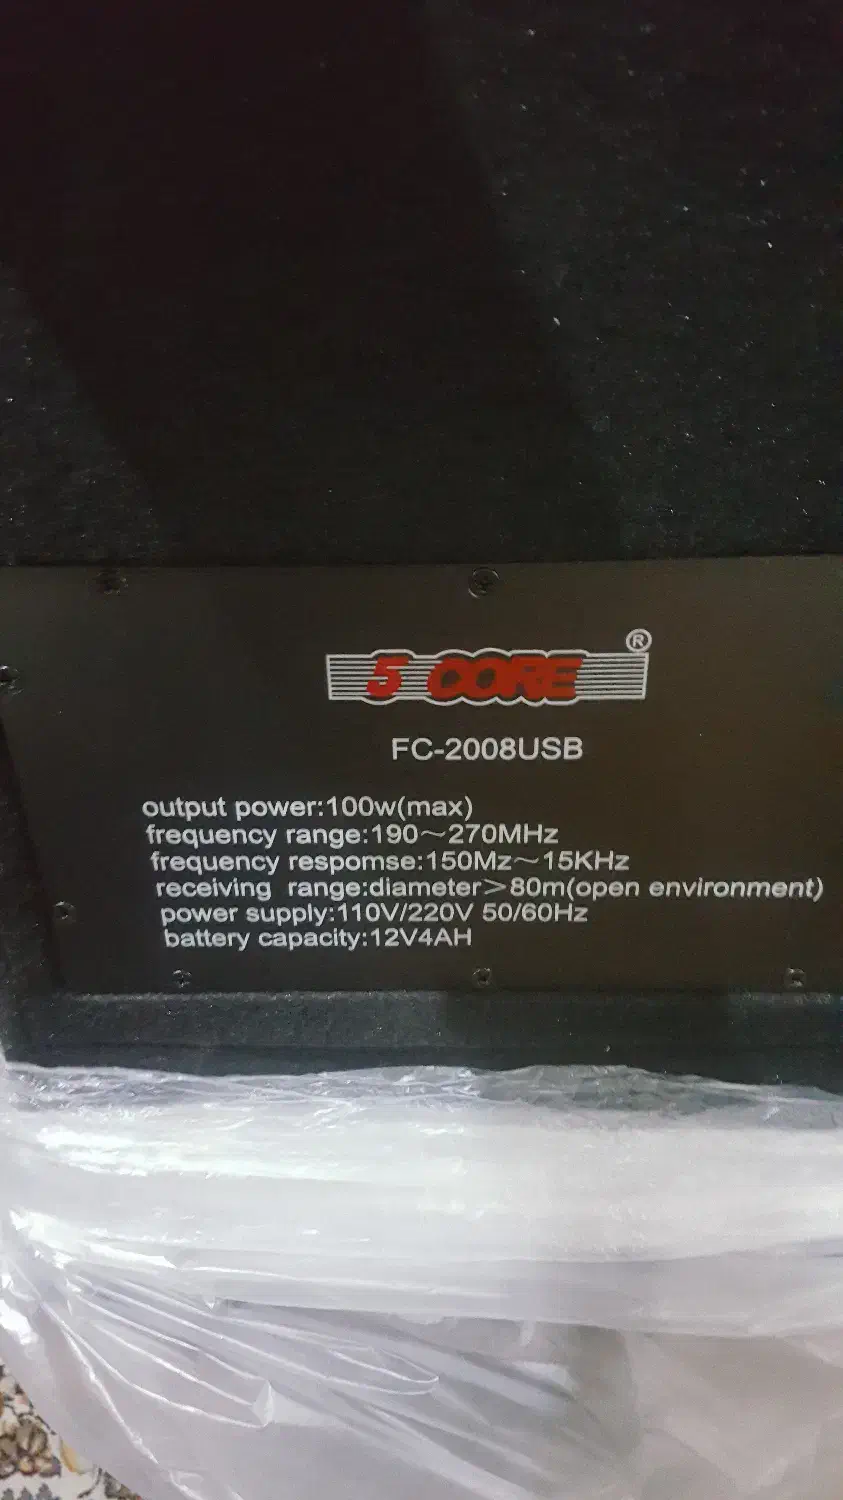 5 CORE®
FC-2008USB
output power:100w(max)
frequency range:190~270MHz
frequency respomse:150Mz~15KHz
receiving range:diameter>80m(open environment)
power supply:110V/220V 50/60Hz
battery capacity:12V4AH